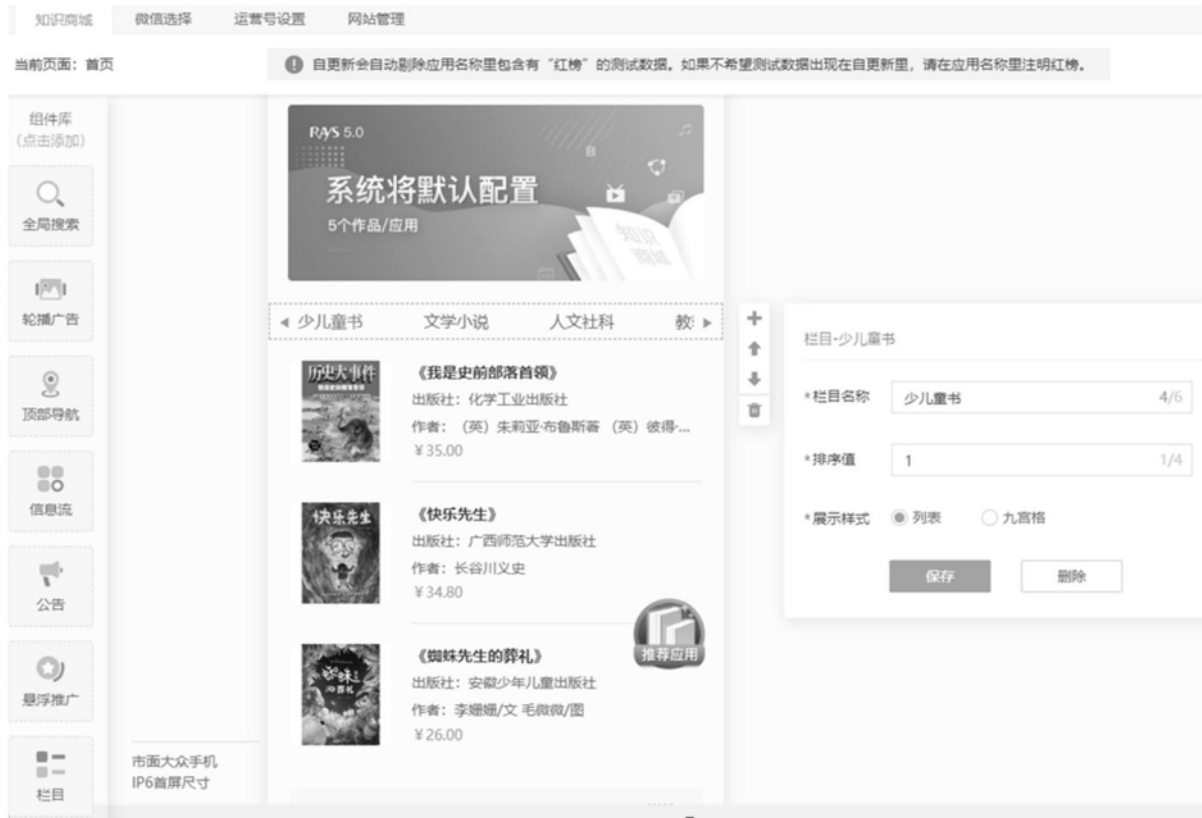 知识商城 微信选择 运营号设置 网站管理
当前页面：首页
自更新会自动剔除应用名称里包含有“红榜”的测试数据。如果不希望测试数据出现在自更新里，请在应用名称里注明红榜。
组件库
（点击添加）
全局搜索
轮播广告
顶部导航
信息流
公告
悬浮推广
栏目
市面大众手机
IP6首屏尺寸
RAYS 5.0
系统将默认配置
5个作品/应用
知识
商城
少儿童书 文学小说 人文社科
历史大事件
《我是史前部落首领》
出版社：化学工业出版社
作者：（英）朱莉亚·布鲁斯著 （英）彼得·...
¥35.00
快乐先生
《快乐先生》
出版社：广西师范大学出版社
作者：长谷川义史
¥34.80
《蜘蛛先生的葬礼》
出版社：安徽少年儿童出版社
作者：李姗姗/文 毛微微/图
¥26.00
推荐应用
栏目-少儿童书
*栏目名称 少儿童书 4/6
*排序值 1 1/4
*展示样式 列表 九宫格
保存 删除